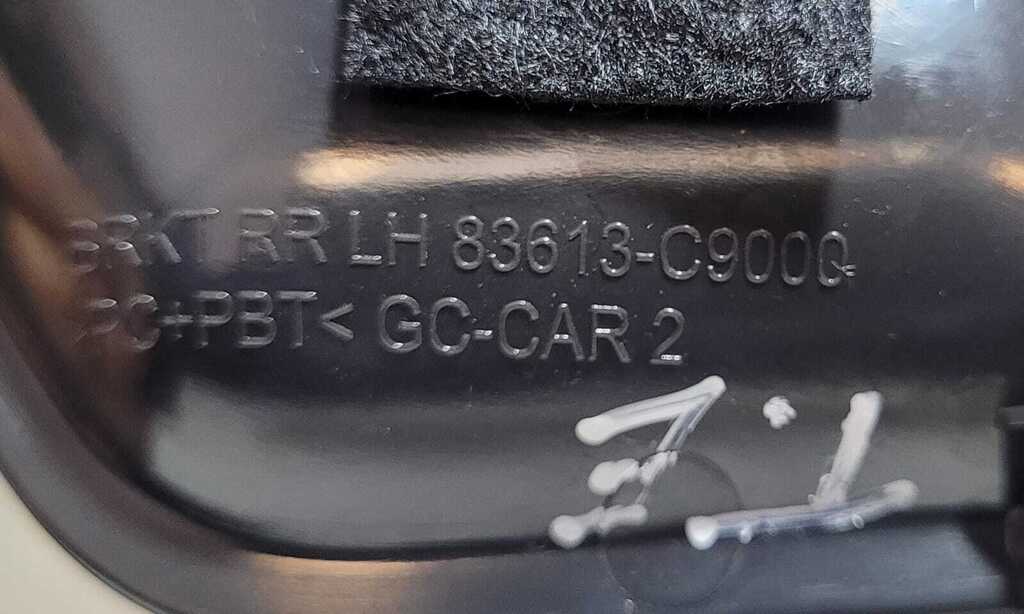 BRKT RR LH 83613-C9000
>PC+PBT< GC-CAR 2